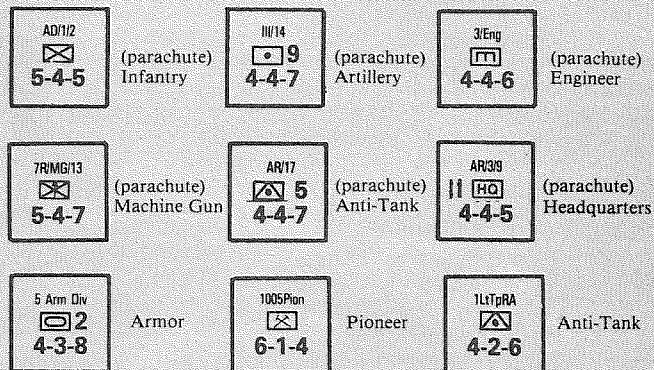 AD/1/2
5-4-5
(parachute)
Infantry
III/14
9
4-4-7
(parachute)
Artillery
3/Eng
4-4-6
(parachute)
Engineer
7R/MG/13
5-4-7
(parachute)
Machine Gun
AR/17
5
4-4-7
(parachute)
Anti-Tank
AR/3/9
HQ
4-4-5
(parachute)
Headquarters
5 Arm Div
2
4-3-8
Armor
1005Pion
6-1-4
Pioneer
1LtTpRA
4-2-6
Anti-Tank